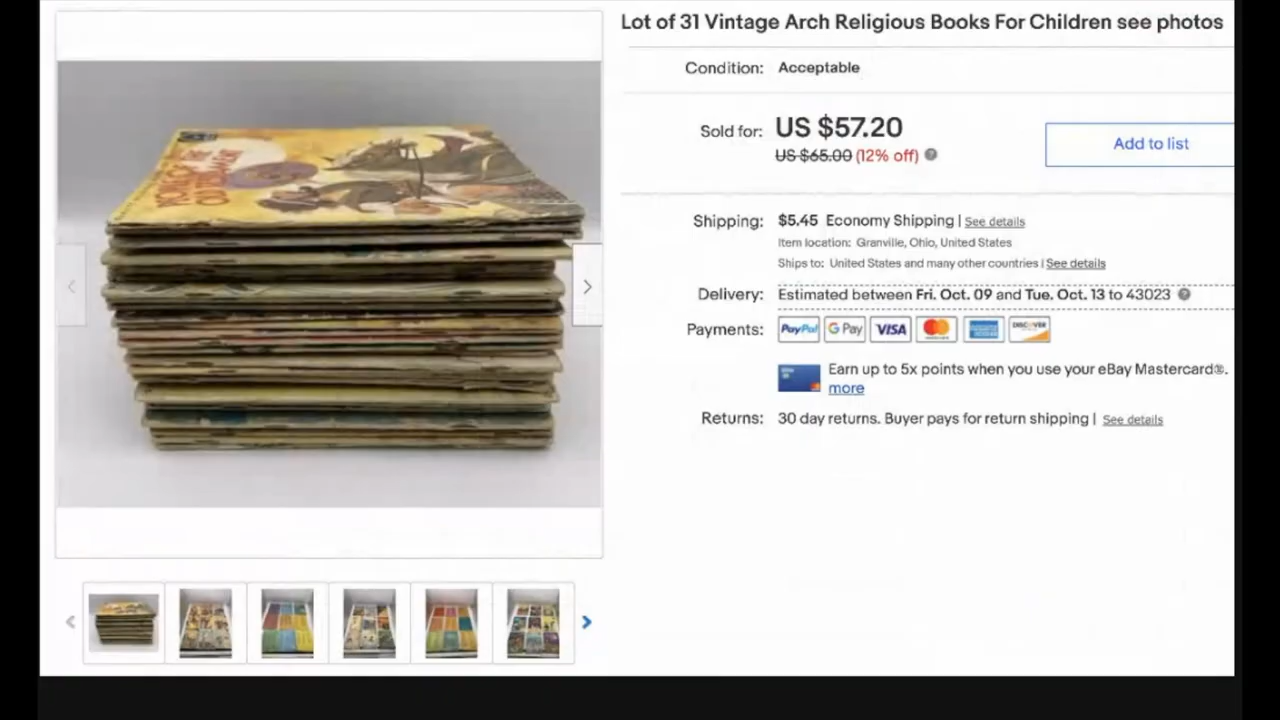 Lot of 31 Vintage Arch Religious Books For Children see photos
Condition: Acceptable
Sold for: US $57.20
US $65.00 (12% off)
Add to list
Shipping: $5.45 Economy Shipping | See details
Item location: Granville, Ohio, United States
Ships to: United States and many other countries | See details
Delivery: Estimated between Fri. Oct. 09 and Tue. Oct. 13 to 43023
Payments: PayPal G Pay VISA DISCOVER
Earn up to 5x points when you use your eBay Mastercard®.
more
Returns: 30 day returns. Buyer pays for return shipping | See details